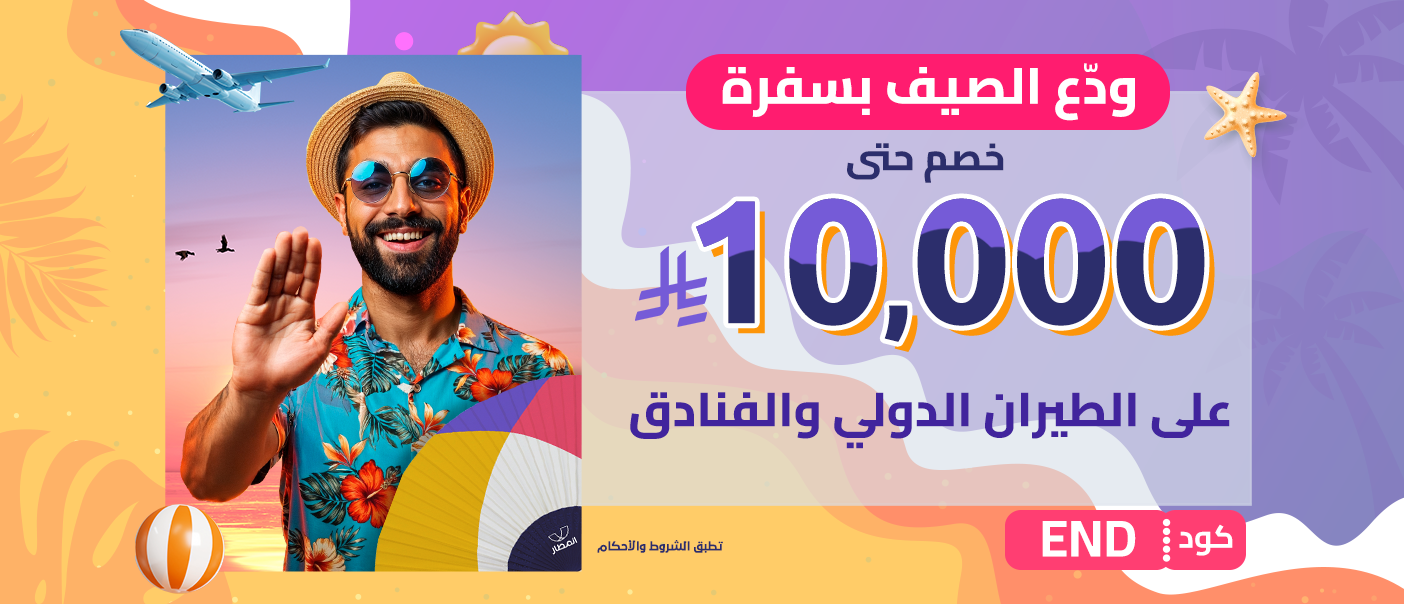 ودّع الصيف بسفرة
خصم حتى
10,000
على الطيران الدولي والفنادق
كود END
تطبق الشروط والأحكام
المطار